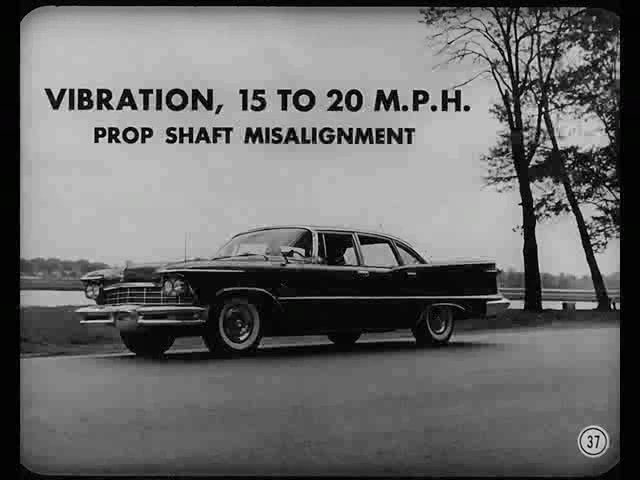 VIBRATION, 15 TO 20 M.P.H.
PROP SHAFT MISALIGNMENT
37